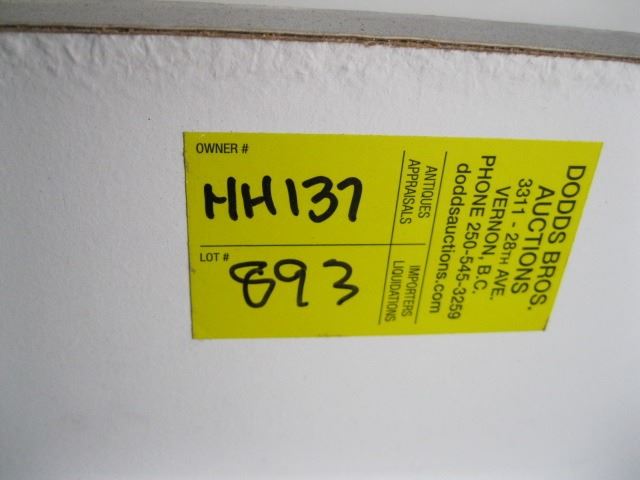 OWNER #
HH137
LOT #
893
ANTIQUES
APPRAISALS
IMPORTERS
LIQUIDATIONS
DODDS BROS.
AUCTIONS
3311 - 28TH AVE.
VERNON, B.C.
PHONE 250-545-3259
doddsauctions.com